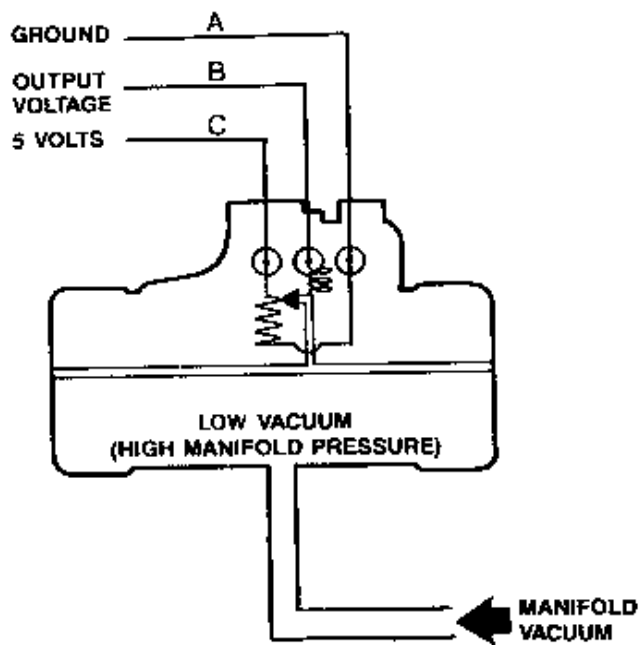 GROUND
A
OUTPUT
VOLTAGE
B
5 VOLTS
C
LOW VACUUM
(HIGH MANIFOLD PRESSURE)
MANIFOLD
VACUUM